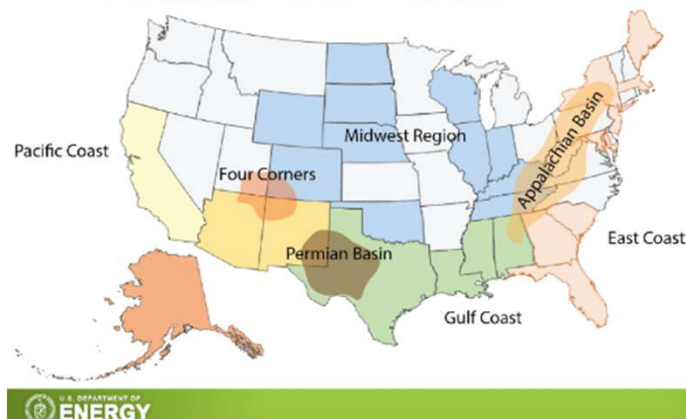 Midwest Region
Pacific Coast
Four Corners
Appalachian Basin
East Coast
Permian Basin
Gulf Coast
U.S. DEPARTMENT OF
ENERGY